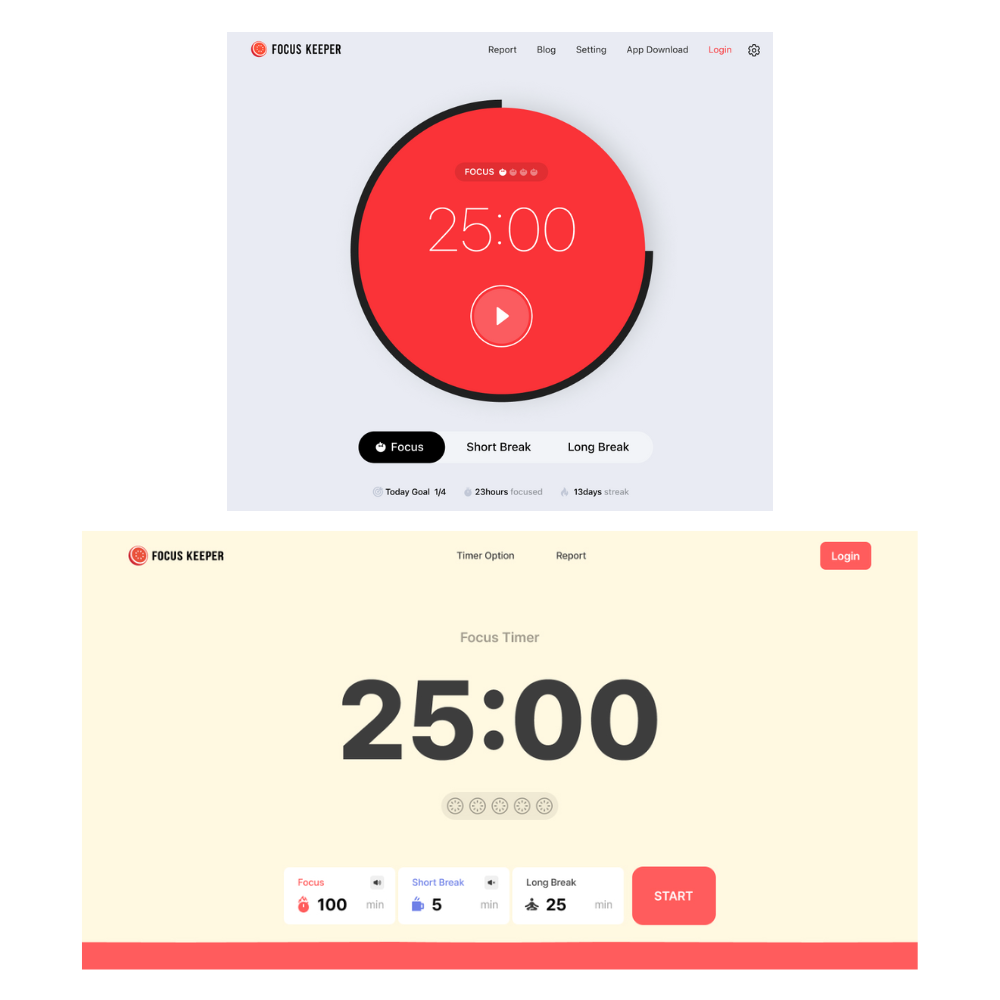 FOCUS KEEPER Report Blog Setting App Download Login
FOCUS
25:00
Focus Short Break Long Break
Today Goal 1/4 23hours focused 13days streak
FOCUS KEEPER Timer Option Report Login
Focus Timer
25:00
Focus Short Break Long Break
100 min 5 min 25 min START